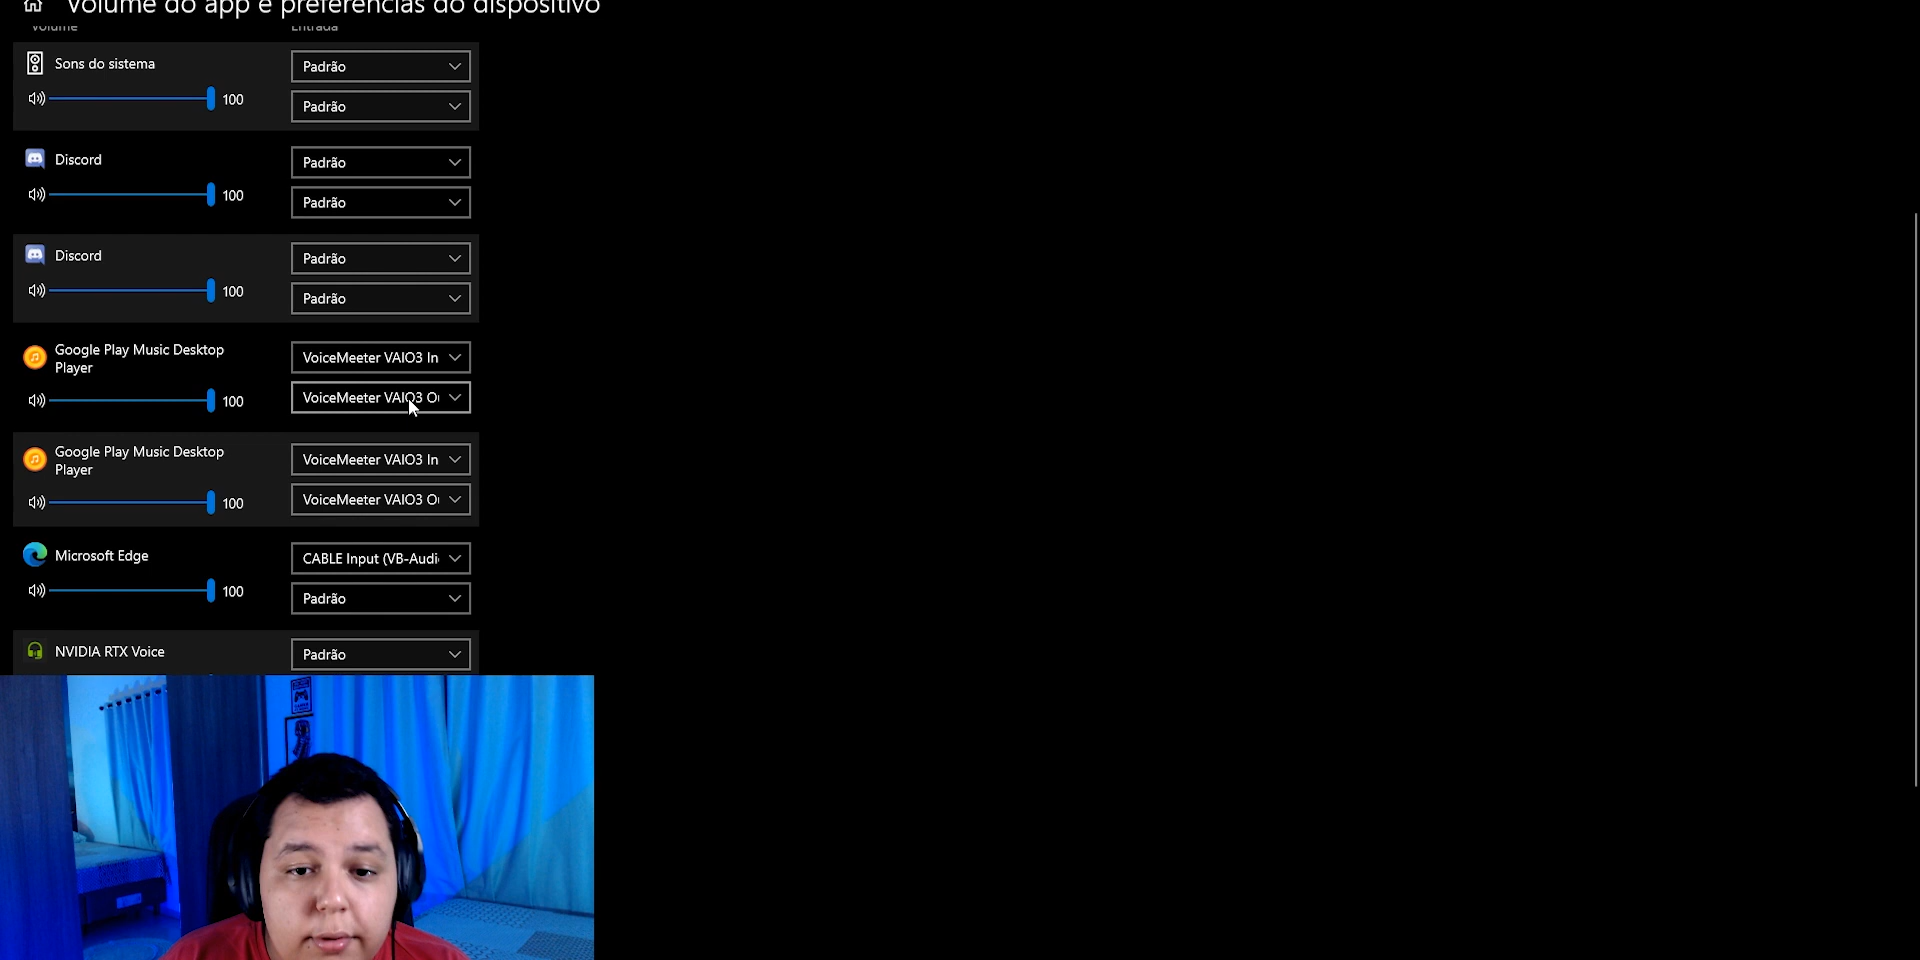 Volume do app e preferências do dispositivo
Volume
Entrada
Sons do sistema
Padrão
100
Padrão
Discord
Padrão
100
Padrão
Discord
Padrão
100
Padrão
Google Play Music Desktop
Player
VoiceMeeter VAIO3 In
100
VoiceMeeter VAIO3 O
Google Play Music Desktop
Player
VoiceMeeter VAIO3 In
100
VoiceMeeter VAIO3 O
Microsoft Edge
CABLE Input (VB-Audi
100
Padrão
NVIDIA RTX Voice
Padrão